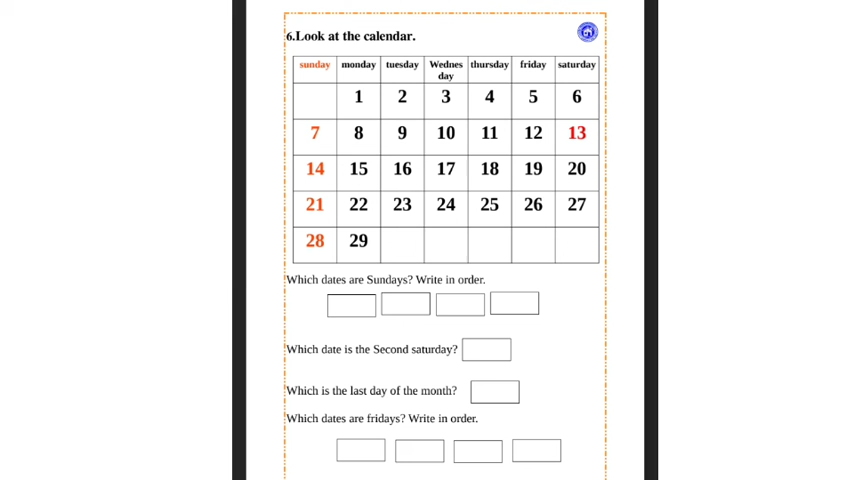 6.Look at the calendar.
sunday monday tuesday Wednes day thursday friday saturday
1 2 3 4 5 6
7 8 9 10 11 12 13
14 15 16 17 18 19 20
21 22 23 24 25 26 27
28 29
Which dates are Sundays? Write in order.
Which date is the Second saturday?
Which is the last day of the month?
Which dates are fridays? Write in order.